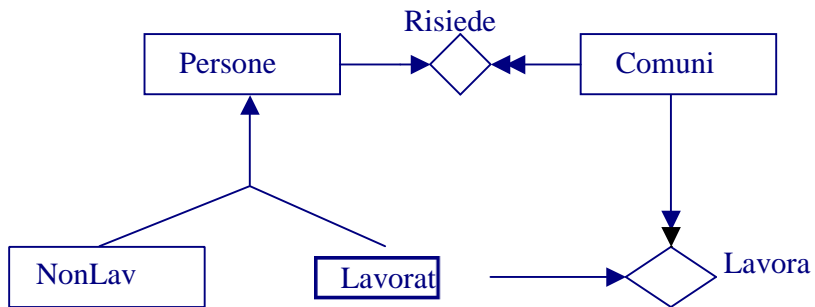 Risiede
Persone
Comuni
NonLav
Lavorat
Lavora